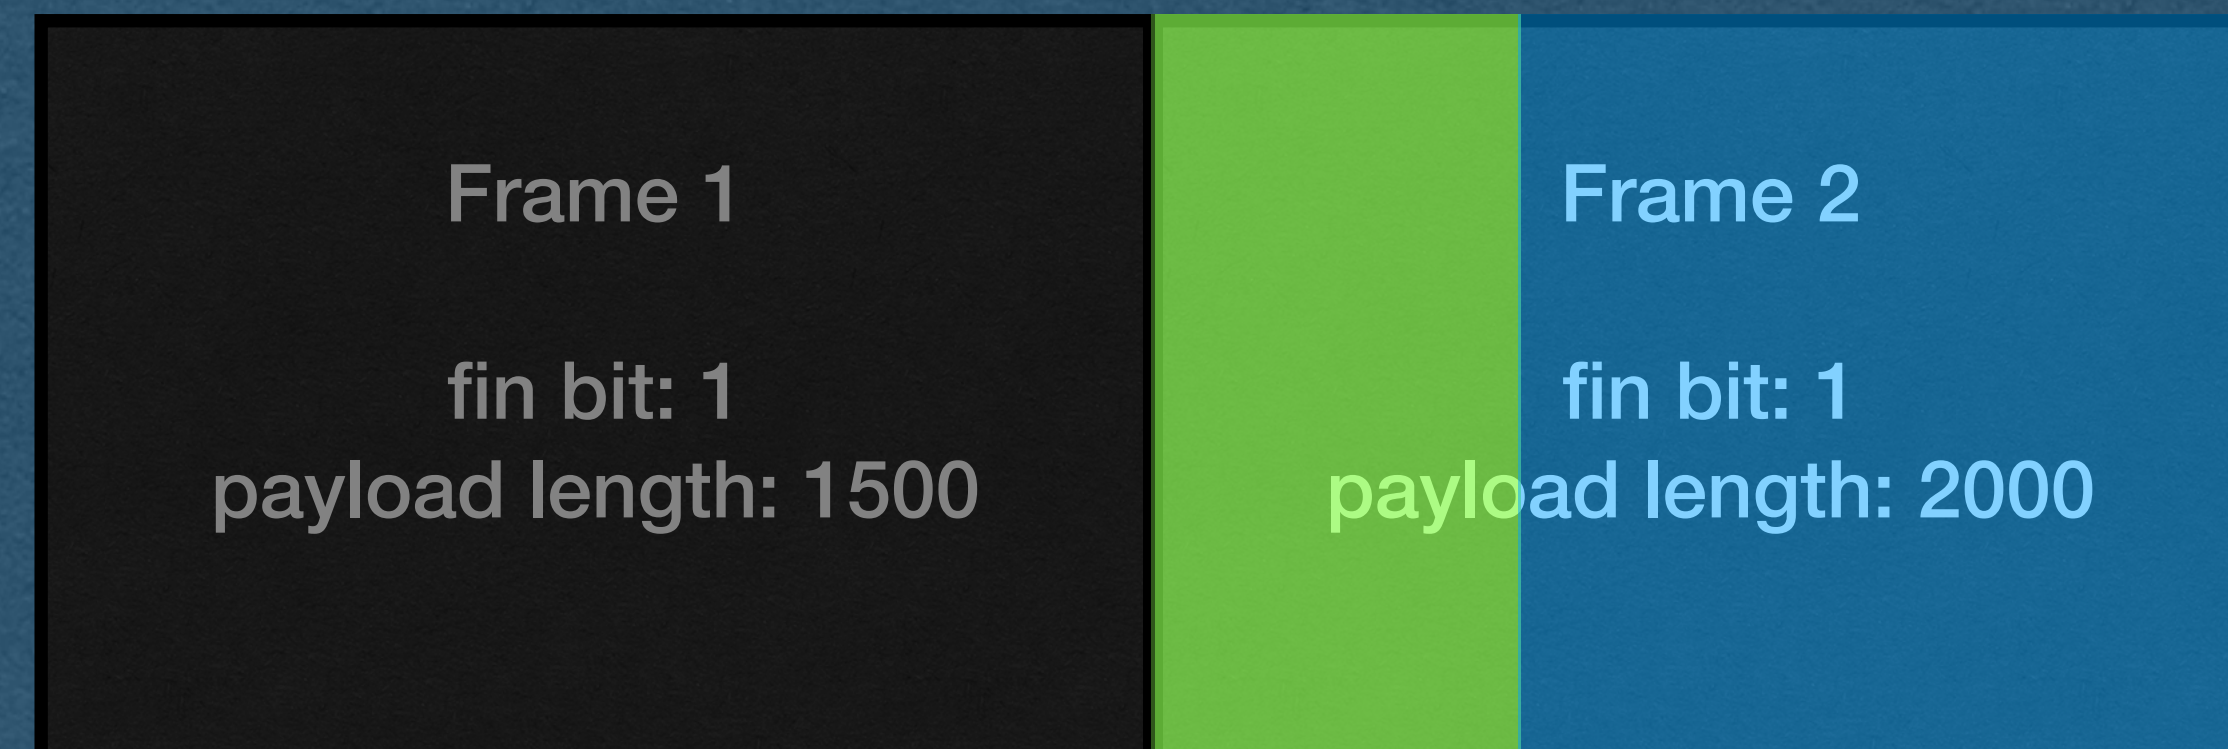 Frame 1
fin bit: 1
payload length: 1500
Frame 2
fin bit: 1
payload length: 2000